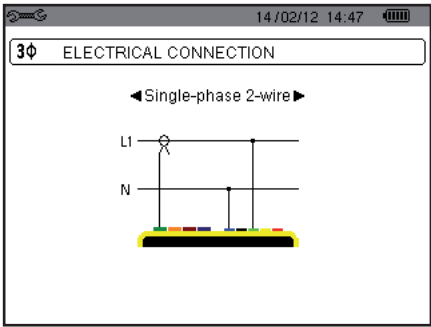 14/02/12 14:47
3ϕ ELECTRICAL CONNECTION
◄Single-phase 2-wire►
L1
N